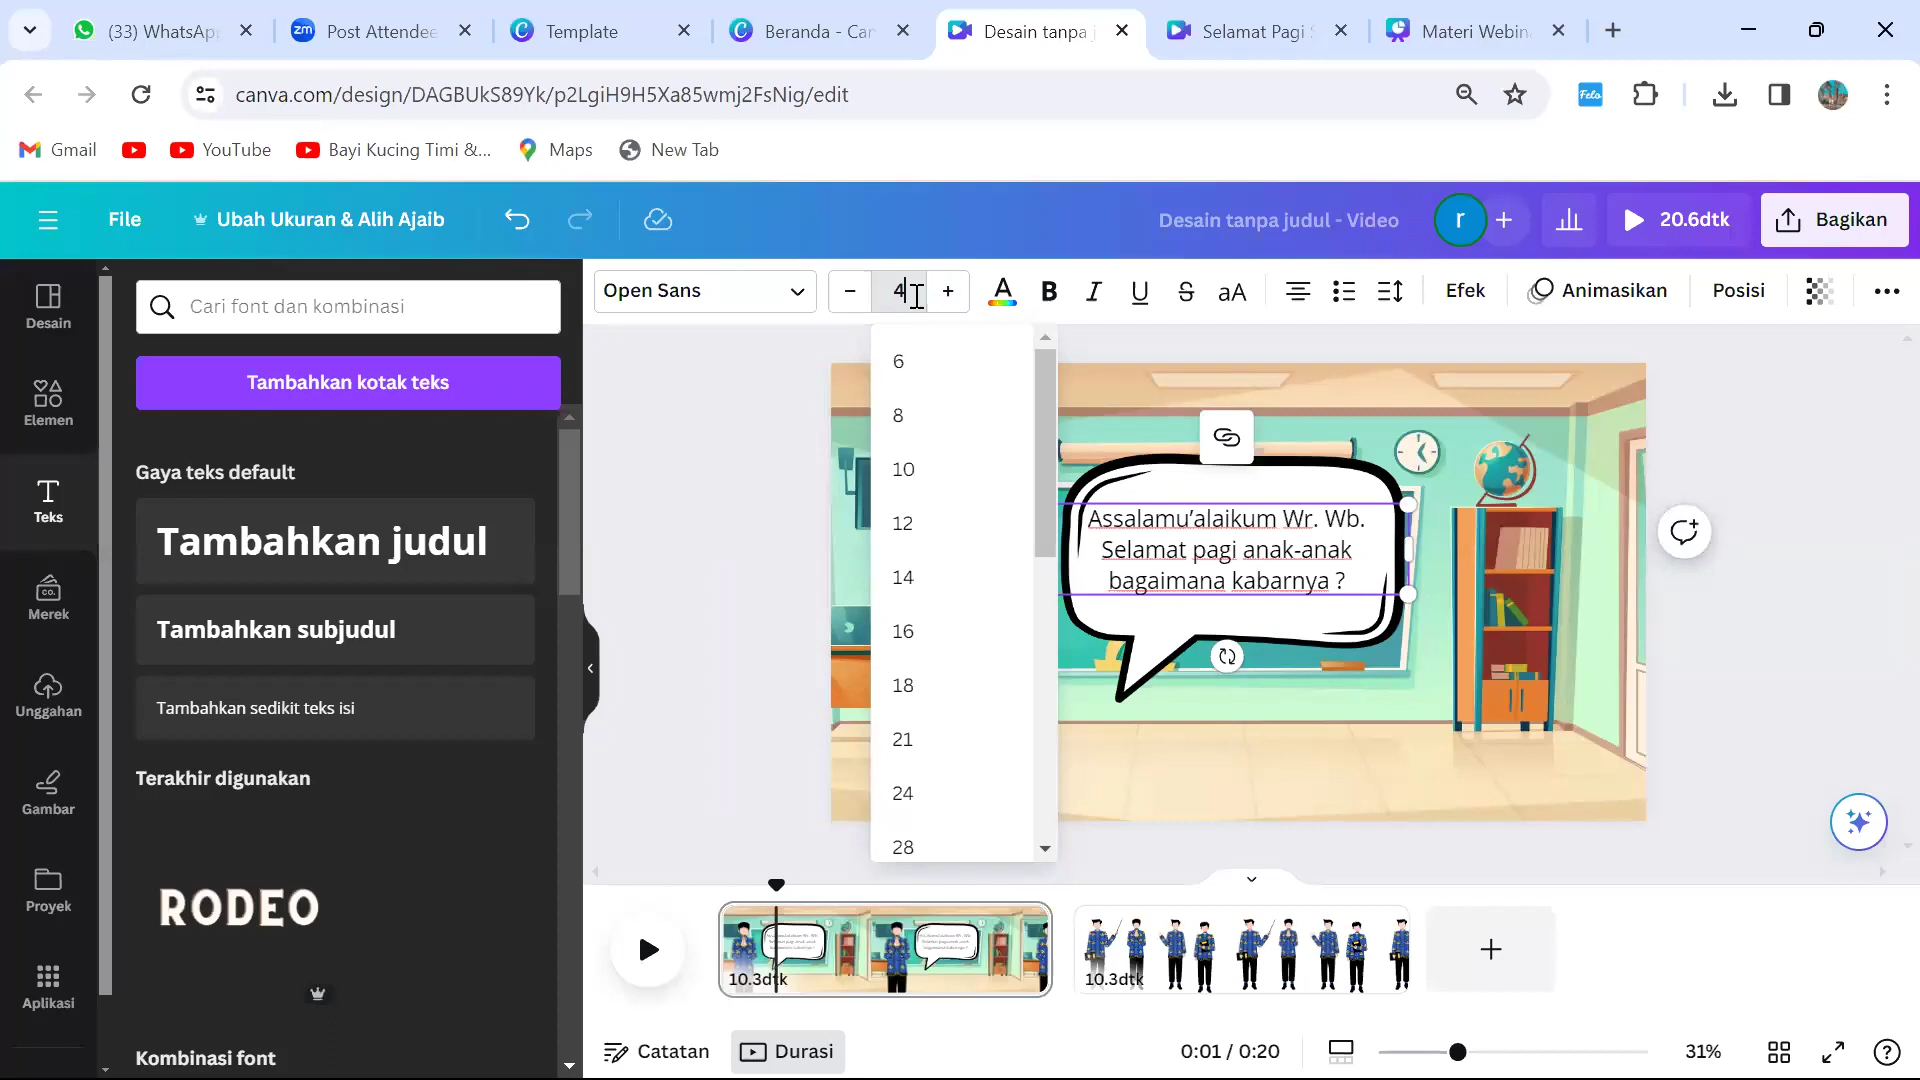 (33) WhatsApp
Post Attendee
Template
Beranda - Can
Desain tanpa j
Selamat Pagi S
Materi Webina
canva.com/design/DAGBUkS89Yk/p2LgiH9H5Xa85wmj2FsNig/edit
Felo
Gmail
YouTube
Bayi Kucing Timi &...
Maps
New Tab
File
Ubah Ukuran & Alih Ajaib
Desain tanpa judul - Video
r
20.6dtk
Bagikan
Desain
Elemen
Teks
Merek
Unggahan
Gambar
Proyek
Aplikasi
Cari font dan kombinasi
Tambahkan kotak teks
Gaya teks default
Tambahkan judul
Tambahkan subjudul
Tambahkan sedikit teks isi
Terakhir digunakan
RODEO
Kombinasi font
Open Sans
4
A B I U S aA
Efek
Animasikan
Posisi
6
8
10
12
14
16
18
21
24
28
Assalamu’alaikum Wr. Wb.
Selamat pagi anak-anak
bagaimana kabarnya ?
10.3dtk
10.3dtk
Catatan
Durasi
0:01 / 0:20
31%